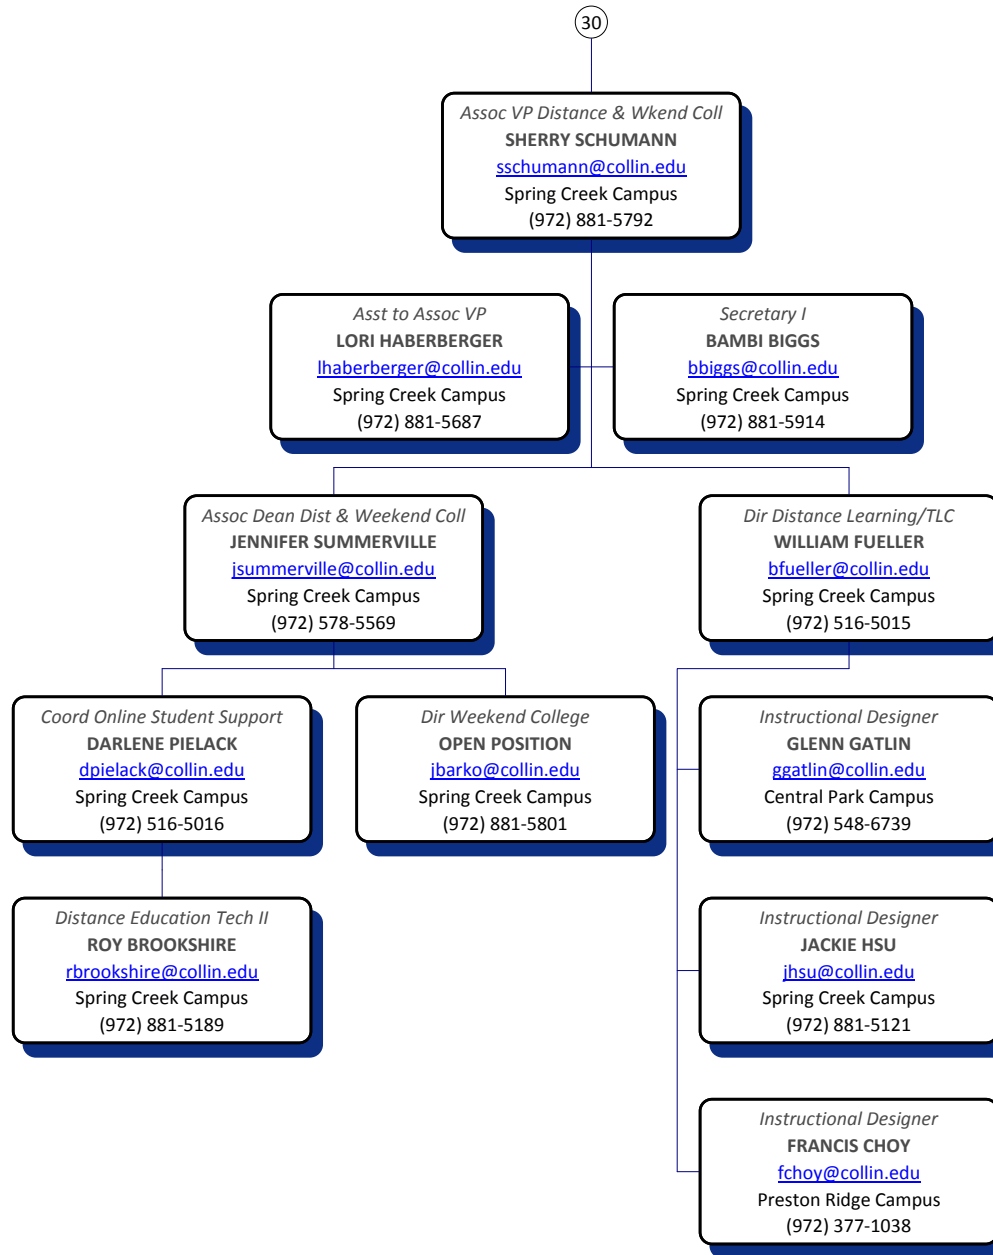 30
Assoc VP Distance & Wkend Coll
SHERRY SCHUMANN
sschumann@collin.edu
Spring Creek Campus
(972) 881-5792
Asst to Assoc VP
LORI HABERBERGER
lhaberberger@collin.edu
Spring Creek Campus
(972) 881-5687
Secretary I
BAMBI BIGGS
bbiggs@collin.edu
Spring Creek Campus
(972) 881-5914
Assoc Dean Dist & Weekend Coll
JENNIFER SUMMERVILLE
jsummerville@collin.edu
Spring Creek Campus
(972) 578-5569
Dir Distance Learning/TLC
WILLIAM FUELLER
bfueller@collin.edu
Spring Creek Campus
(972) 516-5015
Coord Online Student Support
DARLENE PIELACK
dpielack@collin.edu
Spring Creek Campus
(972) 516-5016
Dir Weekend College
OPEN POSITION
jbarko@collin.edu
Spring Creek Campus
(972) 881-5801
Instructional Designer
GLENN GATLIN
ggatlin@collin.edu
Central Park Campus
(972) 548-6739
Distance Education Tech II
ROY BROOKSHIRE
rbrookshire@collin.edu
Spring Creek Campus
(972) 881-5189
Instructional Designer
JACKIE HSU
jhsu@collin.edu
Spring Creek Campus
(972) 881-5121
Instructional Designer
FRANCIS CHOY
fchoy@collin.edu
Preston Ridge Campus
(972) 377-1038